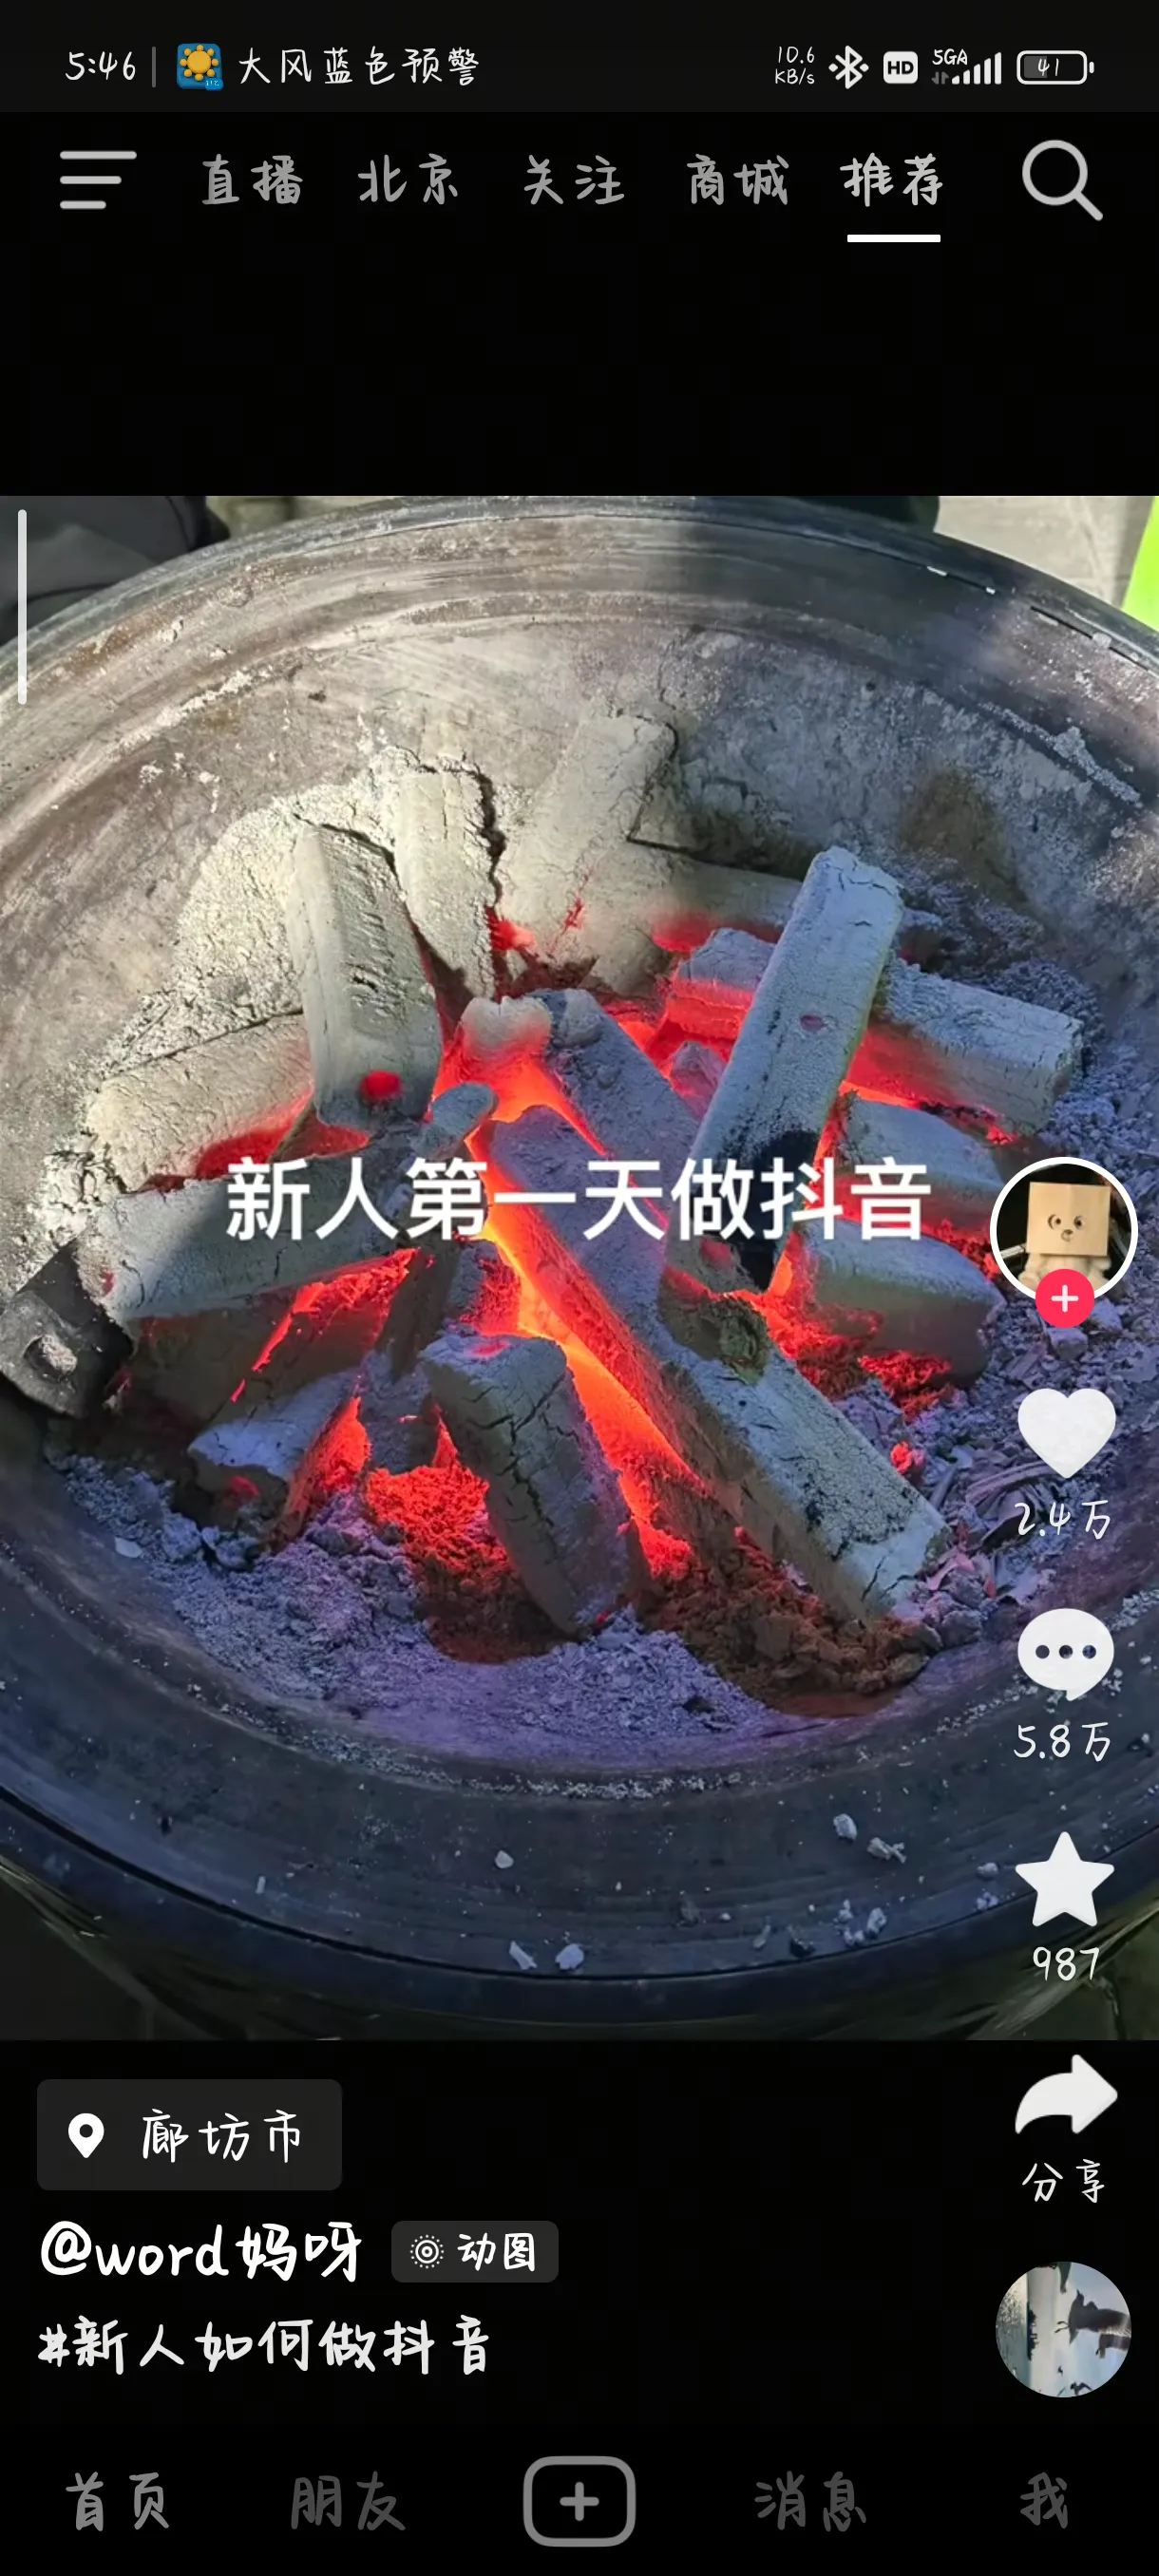 5:46 大风蓝色预警 10.6 KB/s HD 5GA 41
直播 北京 关注 商城 推荐
新人第一天做抖音
2.4万
5.8万
987
廊坊市
分享
@word妈呀 动图
#新人如何做抖音
首页 朋友 消息 我